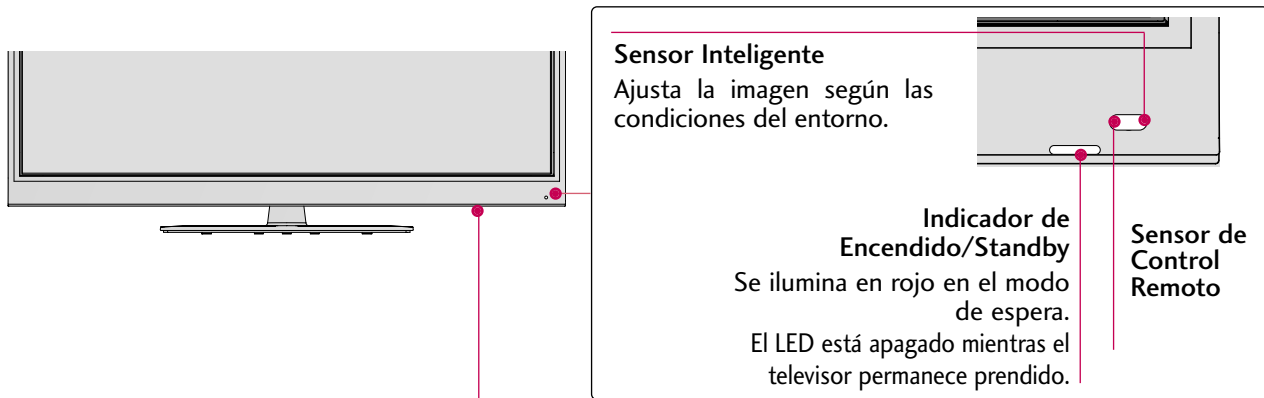 Sensor Inteligente
Ajusta la imagen según las
condiciones del entorno.
Indicador de
Encendido/Standby
Se ilumina en rojo en el modo
de espera.
El LED está apagado mientras el
televisor permanece prendido.
Sensor de
Control
Remoto